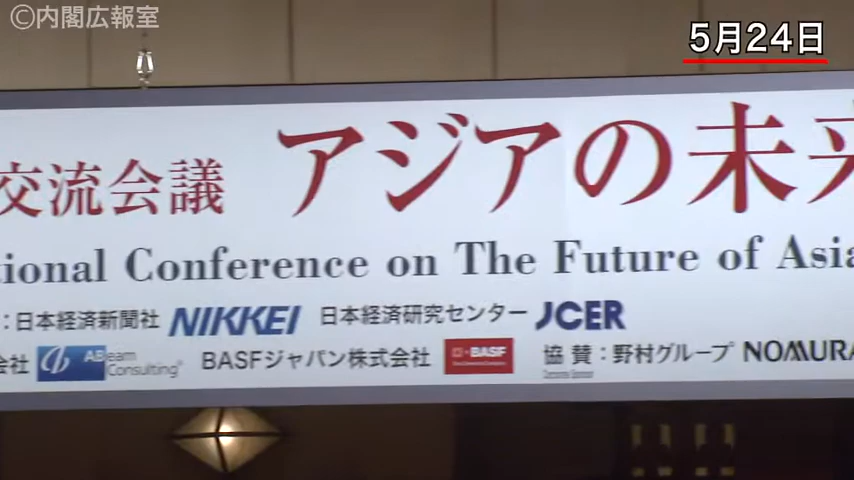 ©内閣広報室
5月24日
交流会議 アジアの未来
tional Conference on The Future of Asia
：日本経済新聞社 NIKKEI 日本経済研究センター JCER
会社 ABeam Consulting BASFジャパン株式会社 BASF 協賛：野村グループ NOMURA